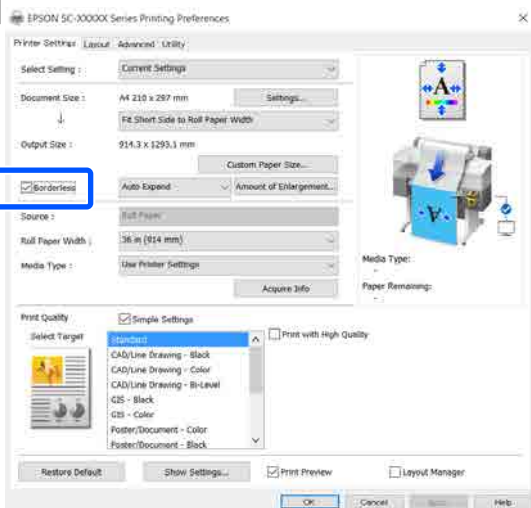 EPSON SC-XXXXX Series Printing Preferences
Printer Settings Layout Advanced Utility
Select Setting : Current Settings
Document Size : A4 210 x 297 mm Settings...
Fit Short Side to Roll Paper Width
Output Size : 914.3 x 1293.1 mm
Custom Paper Size...
Borderless Auto Expand Amount of Enlargement...
Source : Roll Paper
Roll Paper Width : 36 in (914 mm)
Media Type : Use Printer Settings
Acquire Info
A
A
Media Type:
-
Paper Remaining:
-
Print Quality Simple Settings
Select Target Standard Print with High Quality
CAD/Line Drawing - Black
CAD/Line Drawing - Color
CAD/Line Drawing - Bi-Level
GIS - Black
GIS - Color
Poster/Document - Color
Poster/Document - Black
Restore Default Show Settings... Print Preview Layout Manager
OK Cancel Help